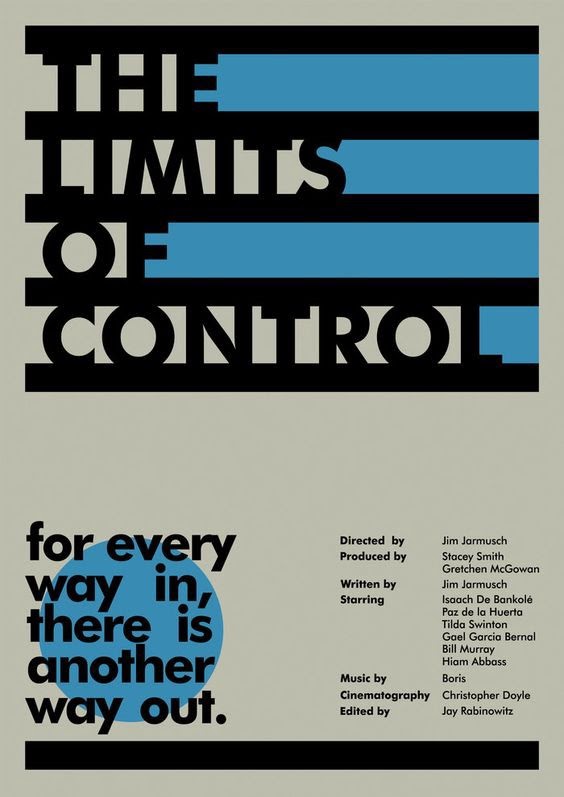 THE
LIMITS
OF
CONTROL
for every
way in,
there is
another
way out.
Directed by Jim Jarmusch
Produced by Stacey Smith
Gretchen McGowan
Written by Jim Jarmusch
Starring Isaach De Bankolé
Paz de la Huerta
Tilda Swinton
Gael Garcia Bernal
Bill Murray
Hiam Abbass
Music by Boris
Cinematography Christopher Doyle
Edited by Jay Rabinowitz